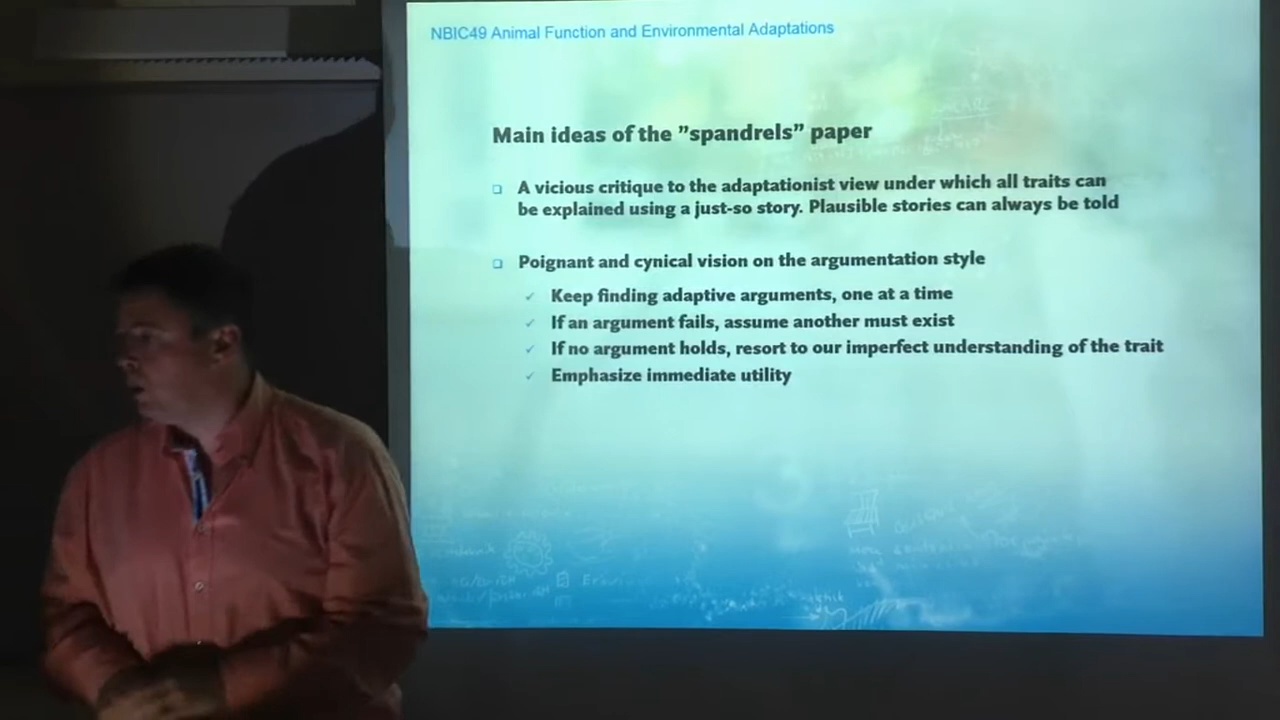 NBIC49 Animal Function and Environmental Adaptations
Main ideas of the ”spandrels” paper
A vicious critique to the adaptationist view under which all traits can
be explained using a just-so story. Plausible stories can always be told
Poignant and cynical vision on the argumentation style
Keep finding adaptive arguments, one at a time
If an argument fails, assume another must exist
If no argument holds, resort to our imperfect understanding of the trait
Emphasize immediate utility